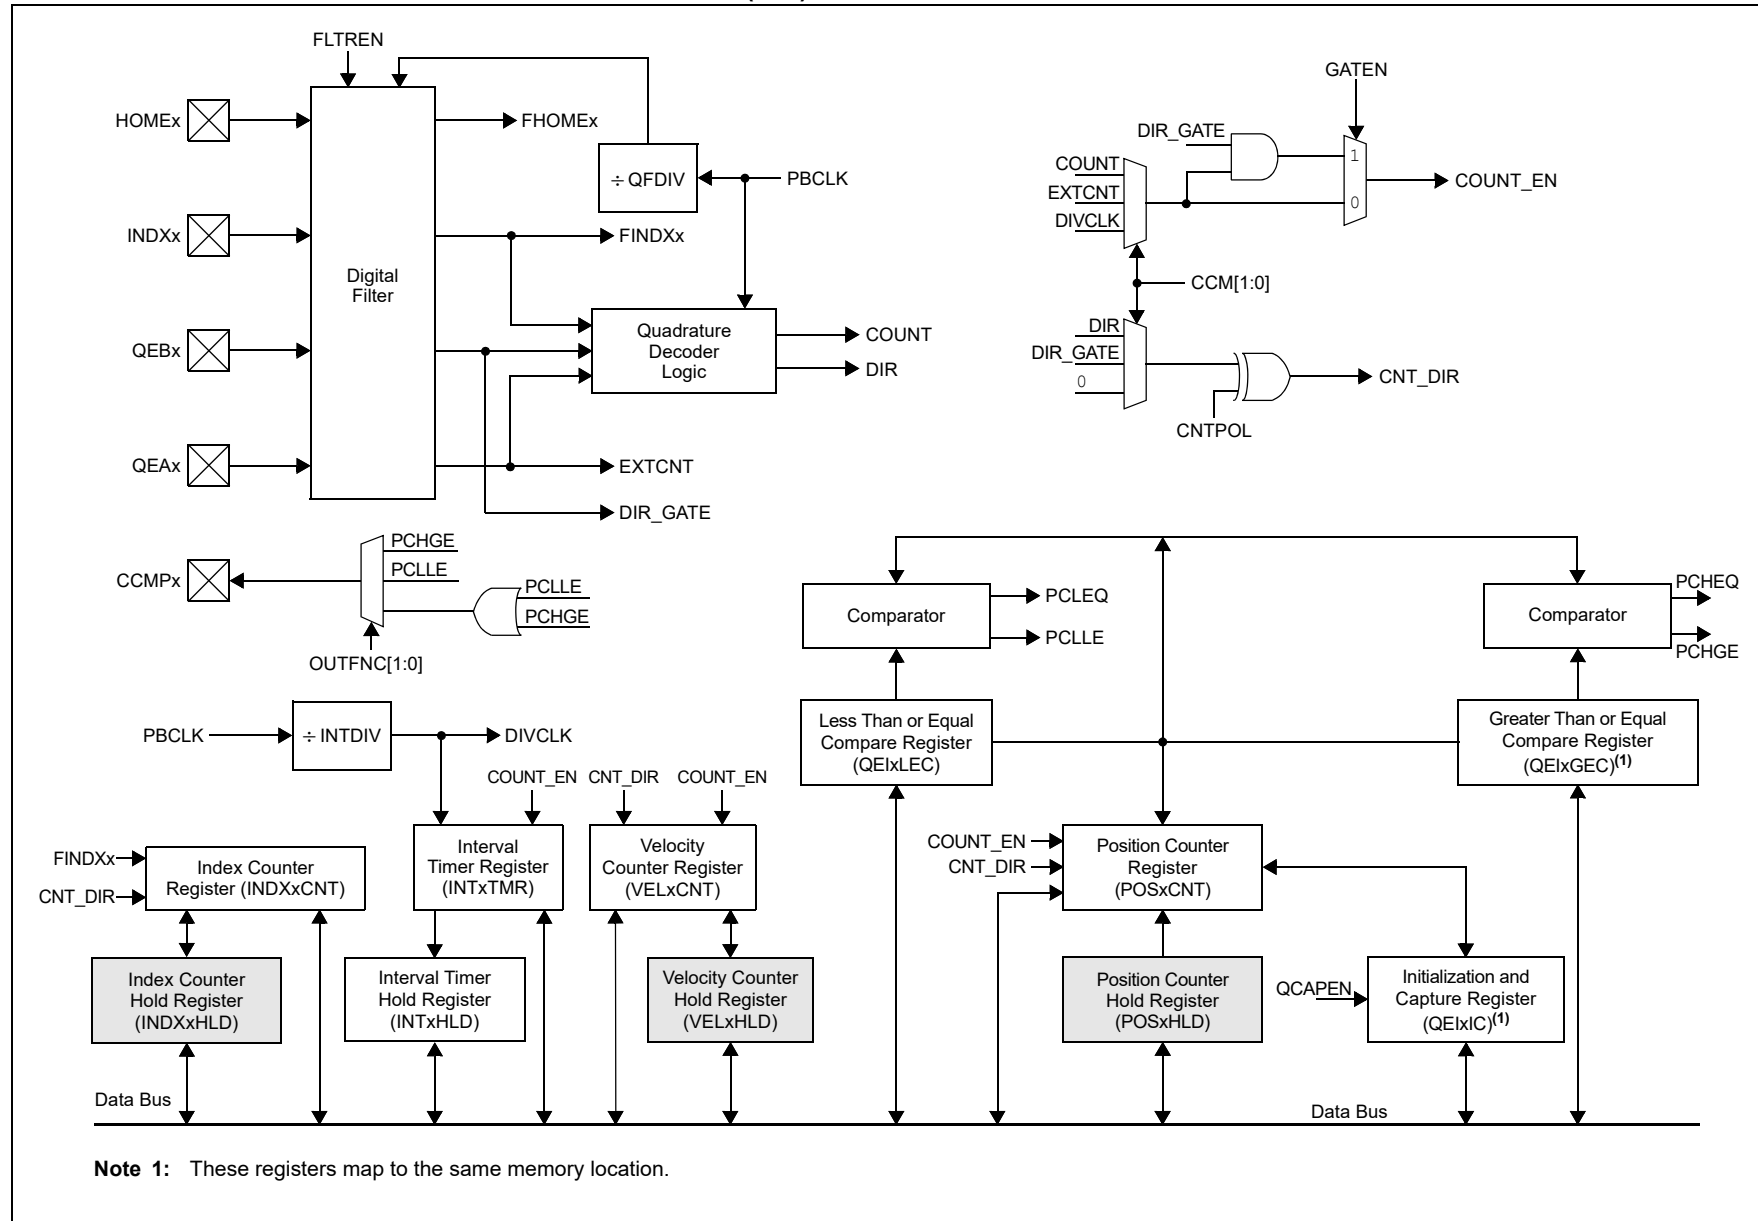 FLTREN
HOMEx
FHOMEx
÷ QFDIV
PBCLK
INDXx
FINDXx
Digital
Filter
QEBx
Quadrature
Decoder
Logic
COUNT
DIR
QEAx
EXTCNT
DIR_GATE
GATEN
DIR_GATE
COUNT
EXTCNT
DIVCLK
1
0
COUNT_EN
CCM[1:0]
DIR
DIR_GATE
0
CNT_DIR
CNTPOL
CCMPx
PCHGE
PCLLE
PCLLE
PCHGE
OUTFNC[1:0]
Comparator
PCLEQ
PCLLE
Comparator
PCHEQ
PCHGE
PBCLK
÷ INTDIV
DIVCLK
Less Than or Equal
Compare Register
(QEIxLEC)
Greater Than or Equal
Compare Register
(QEIxGEC)(1)
COUNT_EN
CNT_DIR
COUNT_EN
FINDXx
CNT_DIR
Index Counter
Register (INDXxCNT)
Interval
Timer Register
(INTxTMR)
Velocity
Counter Register
(VELxCNT)
COUNT_EN
CNT_DIR
Position Counter
Register
(POSxCNT)
Index Counter
Hold Register
(INDXxHLD)
Interval Timer
Hold Register
(INTxHLD)
Velocity Counter
Hold Register
(VELxHLD)
Position Counter
Hold Register
(POSxHLD)
QCAPEN
Initialization and
Capture Register
(QEIxIC)(1)
Data Bus
Data Bus
Note 1: These registers map to the same memory location.